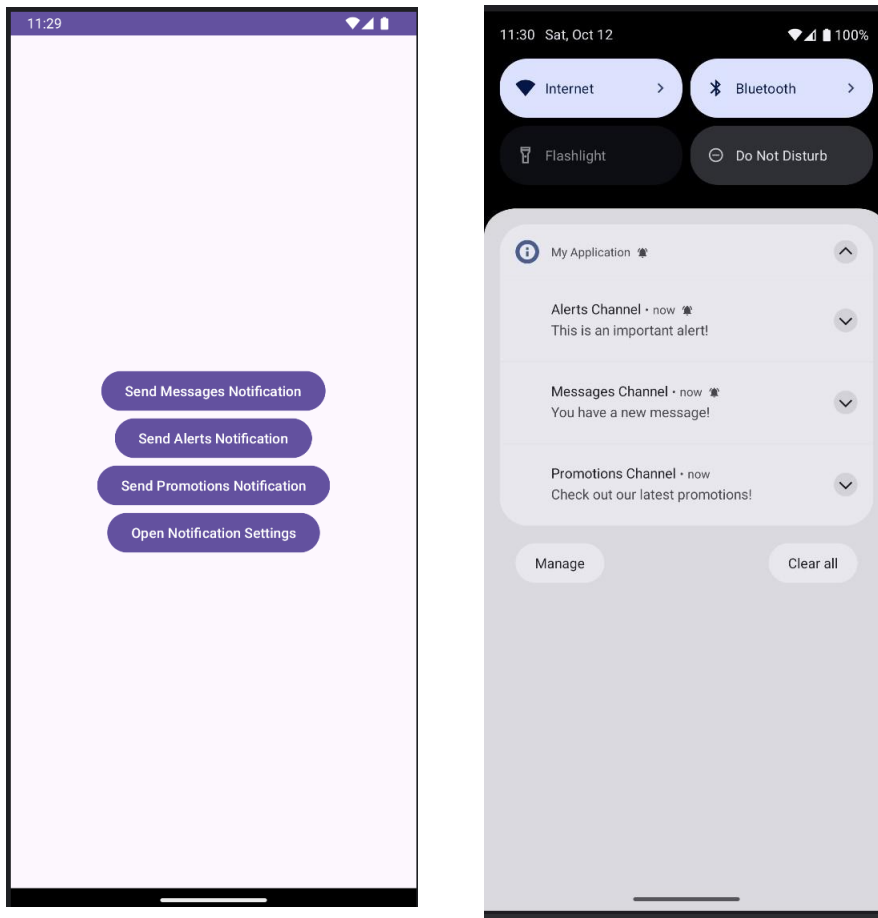 11:29
Send Messages Notification
Send Alerts Notification
Send Promotions Notification
Open Notification Settings
11:30 Sat, Oct 12 100%
Internet
Bluetooth
Flashlight
Do Not Disturb
My Application
Alerts Channel • now
This is an important alert!
Messages Channel • now
You have a new message!
Promotions Channel • now
Check out our latest promotions!
Manage
Clear all